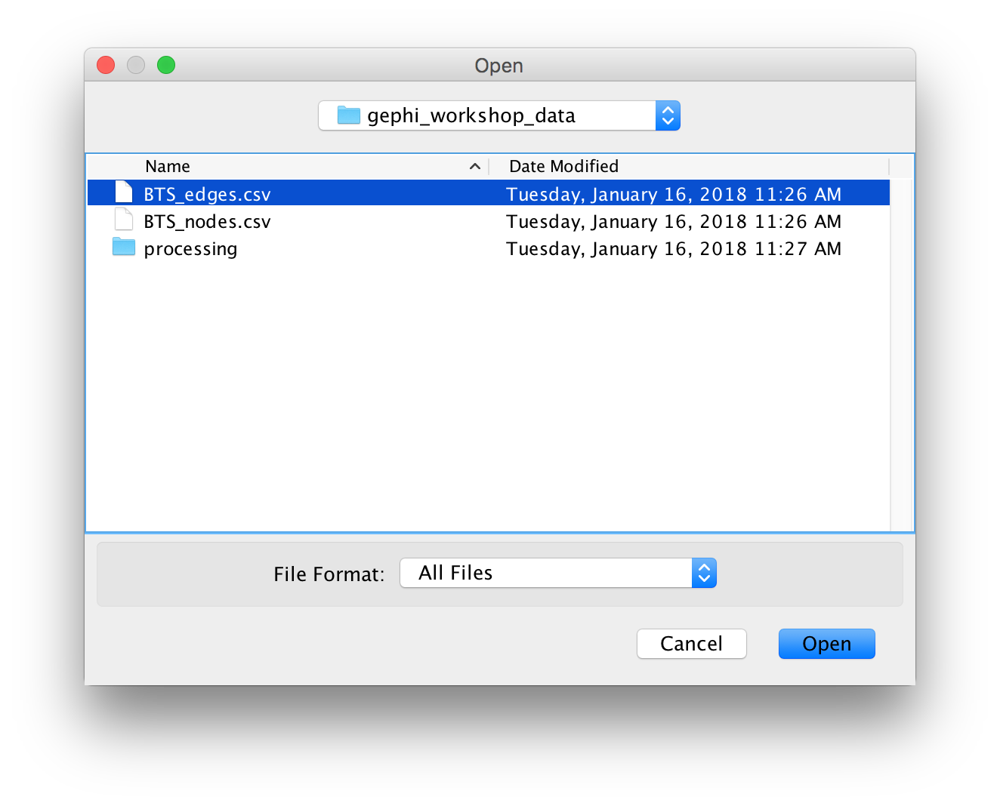 Open
gephi_workshop_data
Name Date Modified
BTS_edges.csv Tuesday, January 16, 2018 11:26 AM
BTS_nodes.csv Tuesday, January 16, 2018 11:26 AM
processing Tuesday, January 16, 2018 11:27 AM
File Format: All Files
Cancel Open